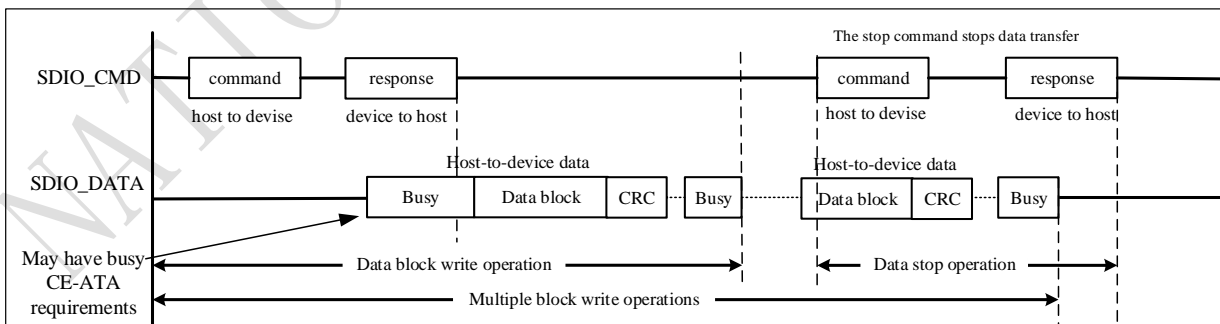 The stop command stops data transfer
SDIO_CMD
command
response
command
response
host to devise
device to host
host to devise
device to host
Host-to-device data
Host-to-device data
SDIO_DATA
Busy
Data block
CRC
Busy
Data block
CRC
Busy
May have busy
CE-ATA
requirements
Data block write operation
Data stop operation
Multiple block write operations
NATI